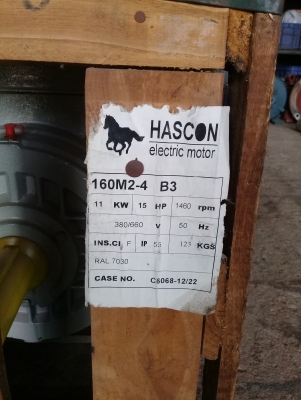 HASCON
electric motor
160M2-4 B3
11 KW 15 HP 1460 rpm
380/660 V 50 Hz
INS.Cl F IP 55 123 KGS
RAL 7030
CASE NO. C6068-12/22